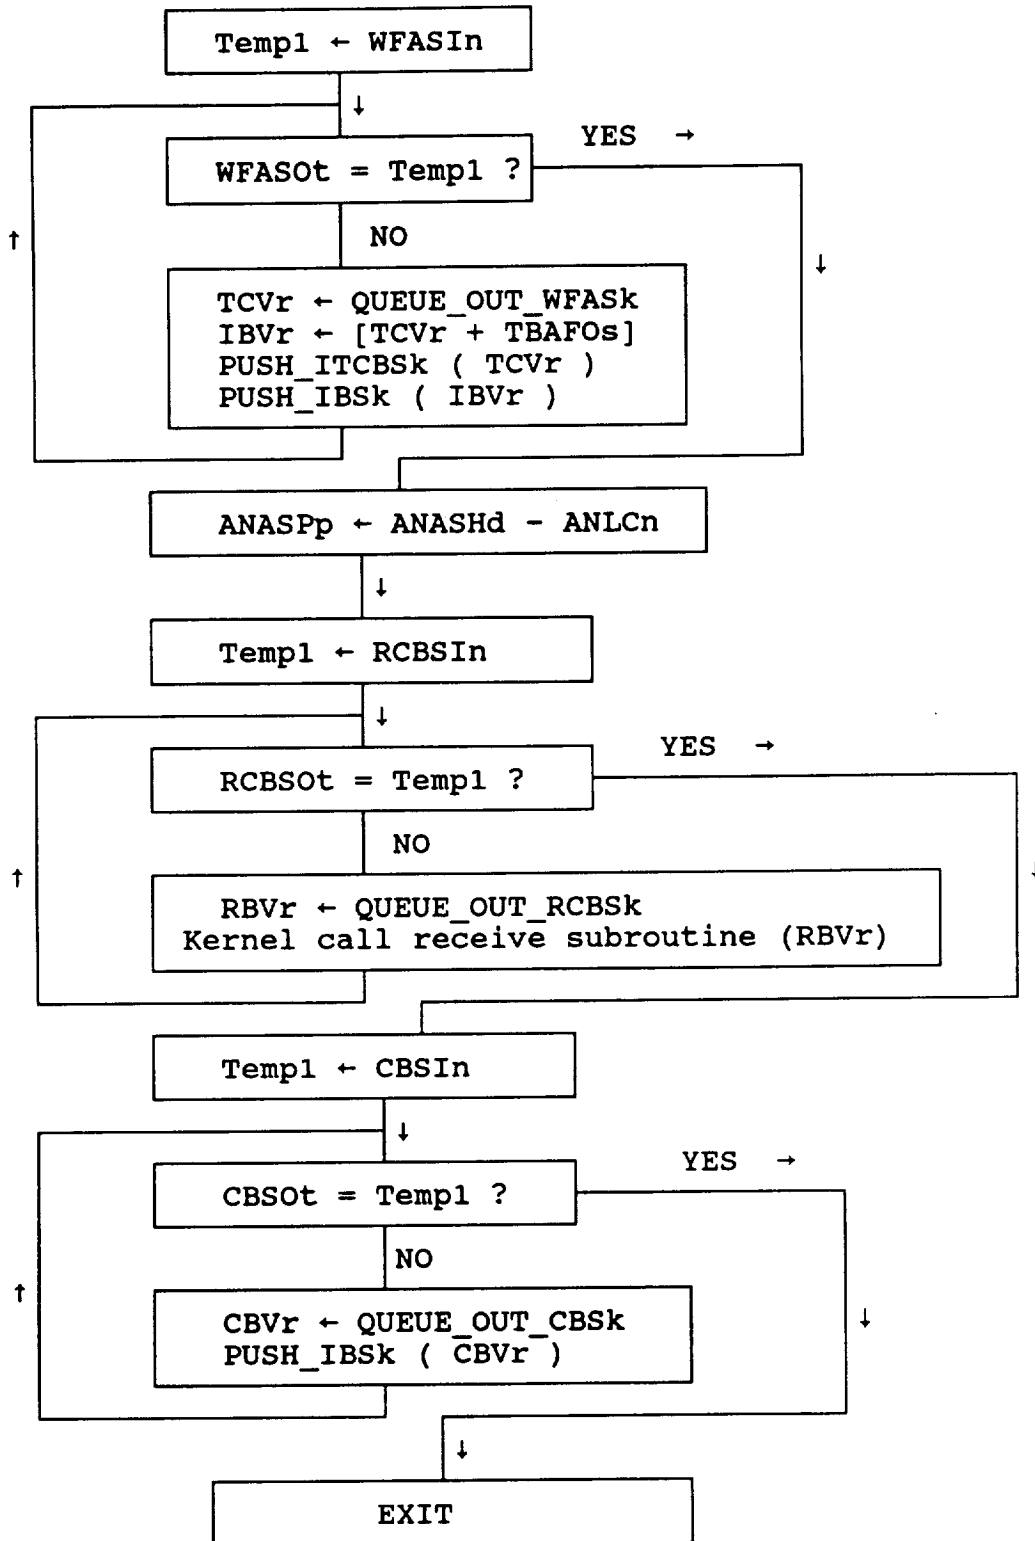 Temp1 ← WFASIn
↓
YES →
WFASOt = Temp1 ?
↑
NO
↓
TCVr ← QUEUE_OUT_WFASk
IBVr ← [TCVr + TBAFOs]
PUSH_ITCBSk ( TCVr )
PUSH_IBSk ( IBVr )
ANASPp ← ANASHd - ANLCn
↓
Temp1 ← RCBSIn
↓
YES →
RCBSOt = Temp1 ?
NO
↑
↓
RBVr ← QUEUE_OUT_RCBSk
Kernel call receive subroutine (RBVr)
Temp1 ← CBSIn
↓
YES →
CBSOt = Temp1 ?
NO
↑
CBVr ← QUEUE_OUT_CBSk
↓
PUSH_IBSk ( CBVr )
↓
EXIT